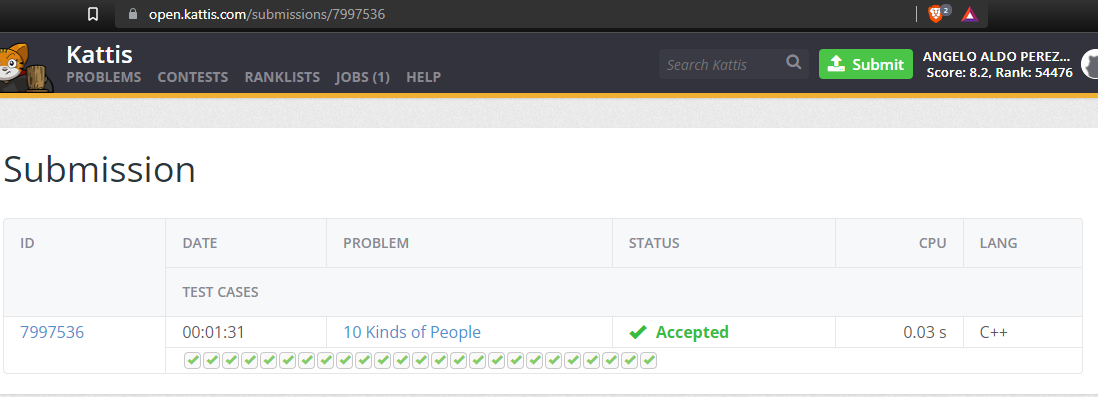 open.kattis.com/submissions/7997536
2
Kattis
PROBLEMS CONTESTS RANKLISTS JOBS (1) HELP
Search Kattis
Submit
ANGELO ALDO PEREZ...
Score: 8.2, Rank: 54476
Submission
ID DATE PROBLEM STATUS CPU LANG
TEST CASES
7997536 00:01:31 10 Kinds of People Accepted 0.03 s C++